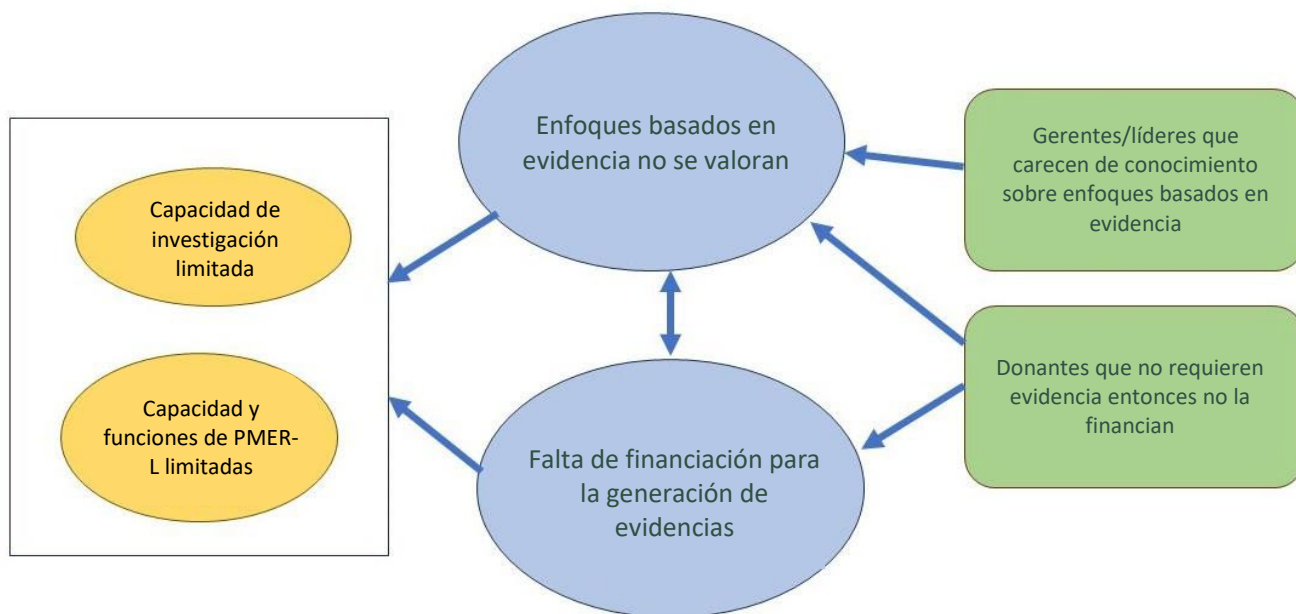 Enfoques basados en
evidencia no se valoran
Gerentes/líderes que
carecen de conocimiento
sobre enfoques basados en
evidencia
Capacidad de
investigación
limitada
Donantes que no requieren
evidencia entonces no la
financian
Capacidad y
funciones de PMER-
L limitadas
Falta de financiación para
la generación de
evidencias